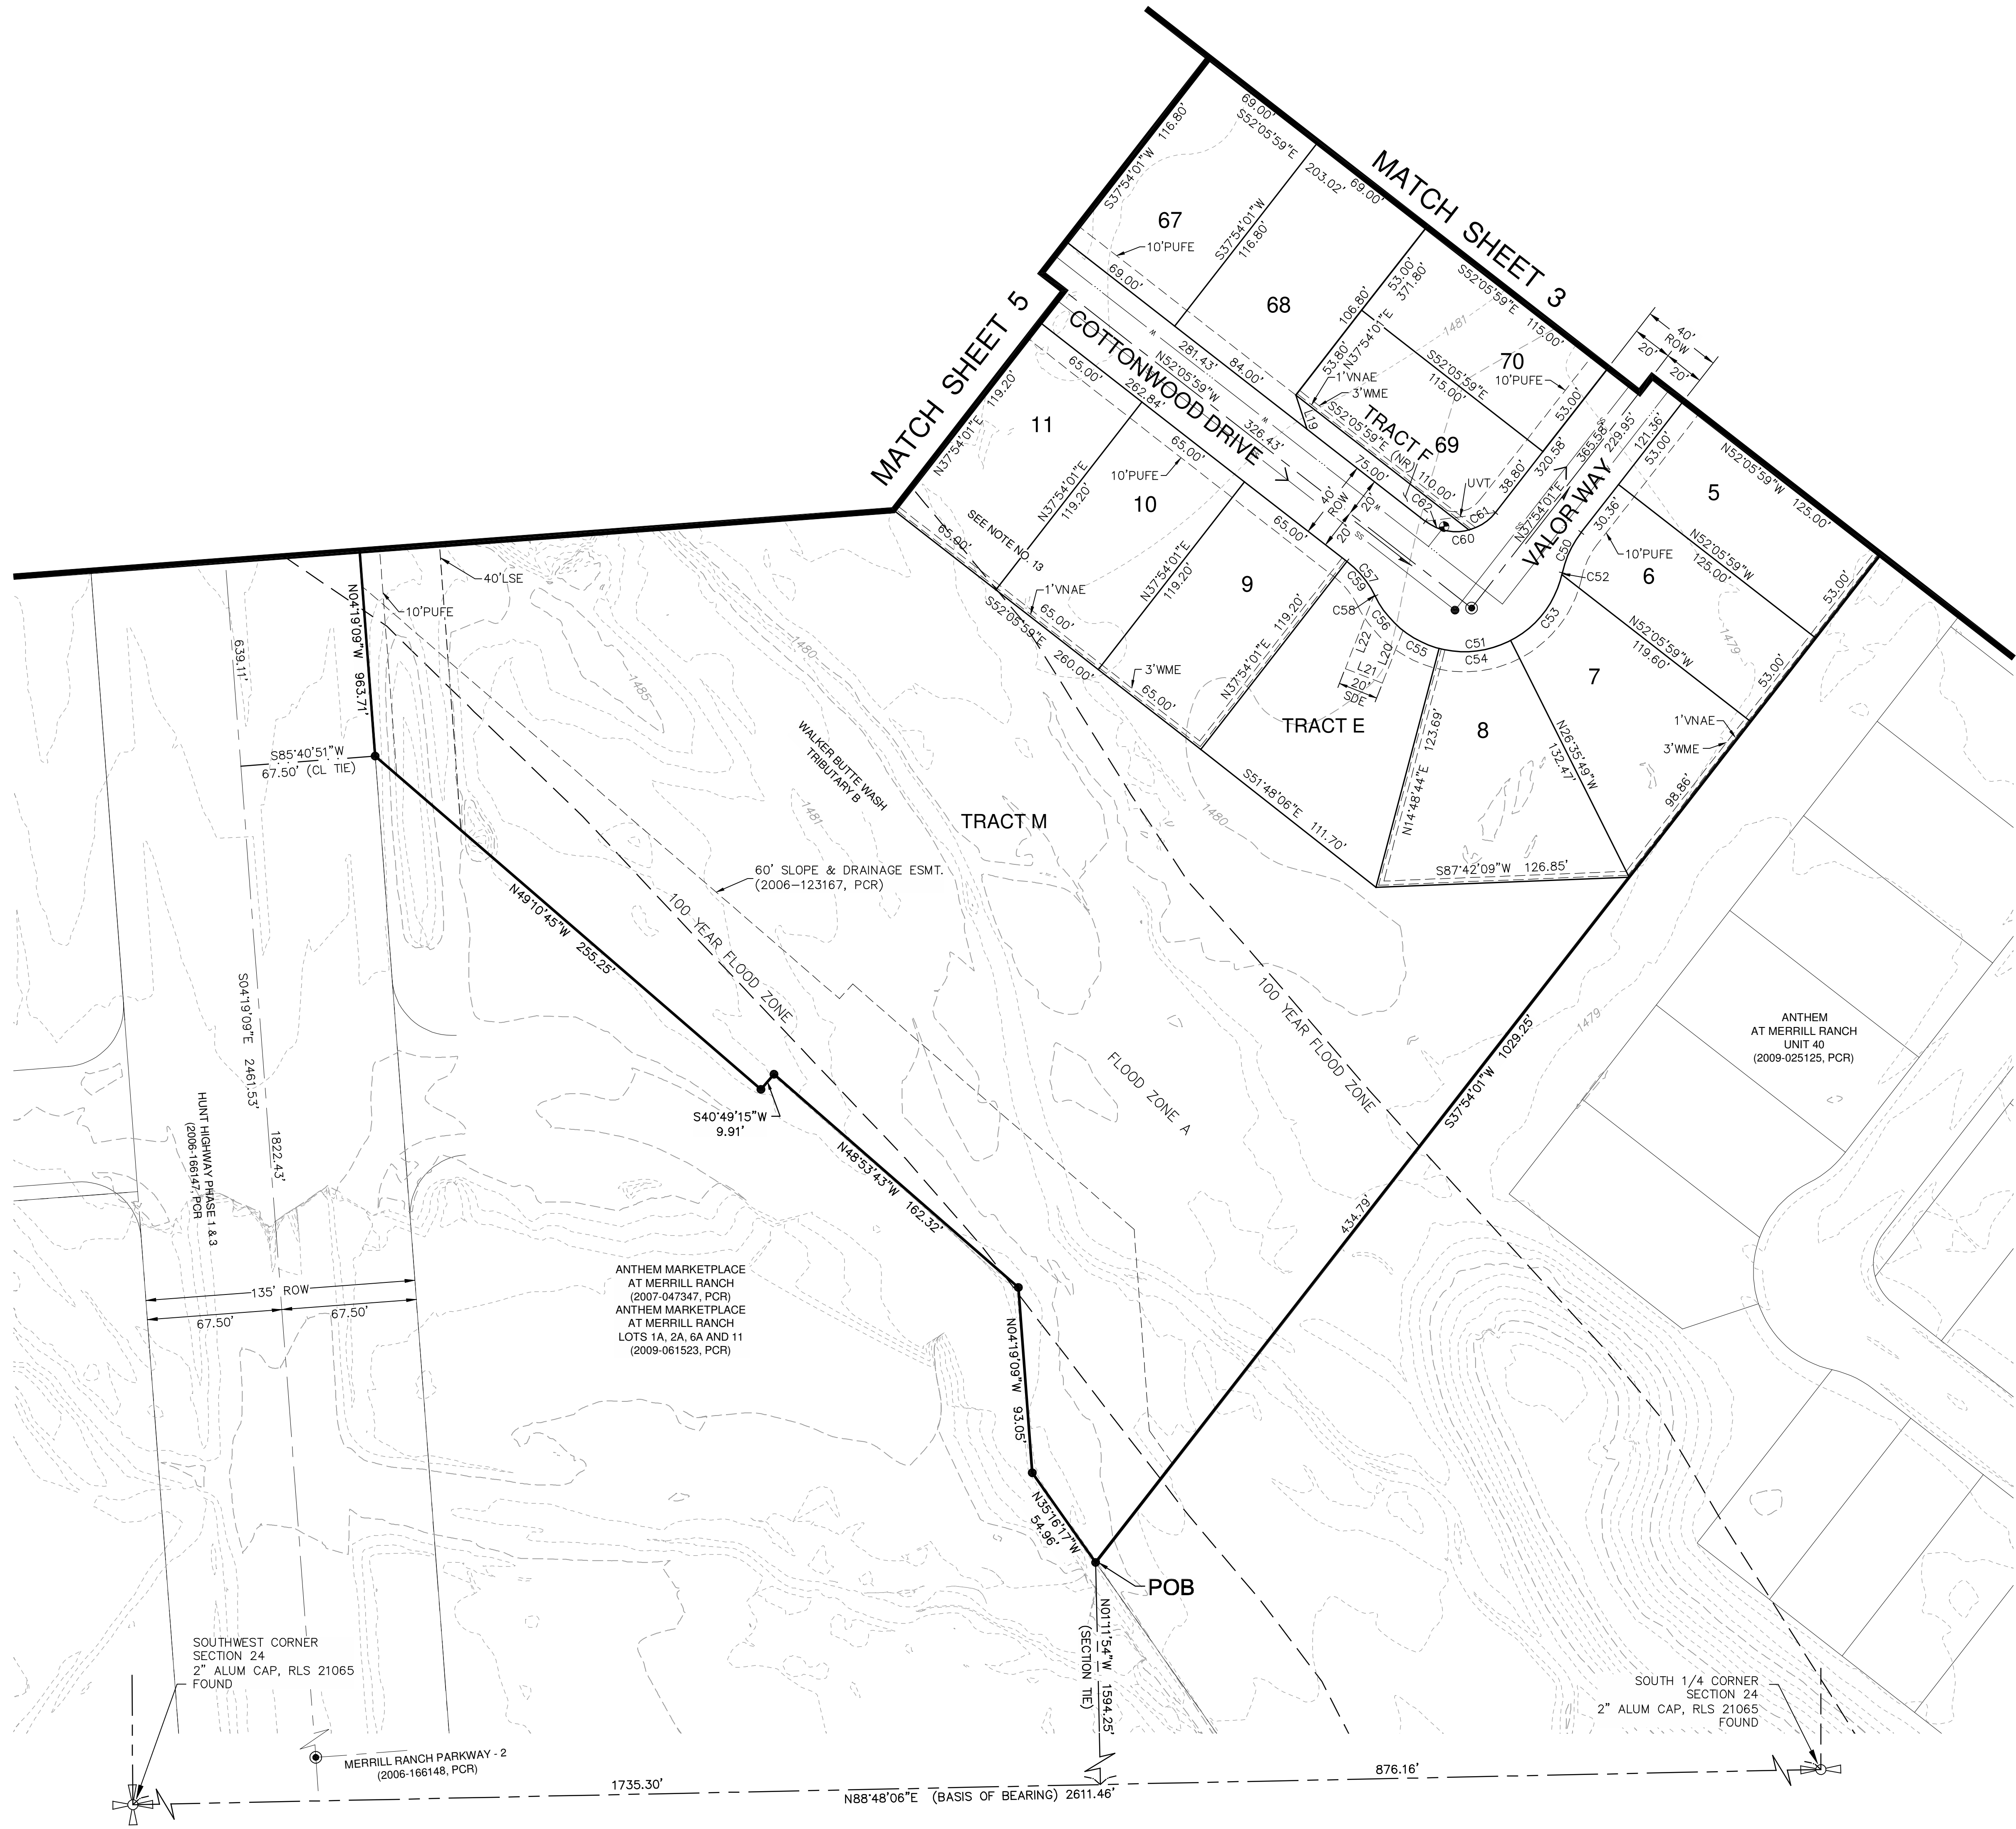 MATCH SHEET 3
MATCH SHEET 5
69.00'
S52°05'59"E
203.02'
69.00'
S37°54'01"W 116.80'
67
10'PUFE
S37°54'01"W
116.80'
69.00'
68
53.00'
371.80'
106.80'
N37°54'01"E
53.80'
S52°05'59"E 115.00'
1481
70
10'PUFE
S52°05'59"E
115.00'
53.00'
40'
ROW
20'
20'
COTTONWOOD DRIVE
W
N52°05'59"W
326.43'
W
281.43'
84.00'
1'VNAE
3'WME
L19
TRACT F
S52°05'59"E (NR) 110.00'
69
75.00'
UVT
C62
C61
C60
38.80'
320.58'
365.58'
229.95'
121.36'
53.00'
N37°54'01"E
SS
SS
VALOR WAY
30.36'
C50
N52°05'59"W 125.00'
5
N52°05'59"W
125.00'
10'PUFE
6
C52
C53
53.00'
1479
N52°05'59"W
119.60'
53.00'
7
1'VNAE
3'WME
98.86'
N37°54'01"E 119.20'
11
65.00'
262.84'
65.00'
65.00'
10'PUFE
10
N37°54'01"E
119.20'
SEE NOTE NO. 13
65.00'
40'
ROW
20'
20'
W
SS
C57
C59
C58
C56
C55
C51
C54
9
N37°54'01"E
119.20'
1'VNAE
65.00'
S52°05'59"E
260.00'
3'WME
65.00'
N37°54'01"E 119.20'
L22
L20
L21
20'
SDE
TRACT E
8
N14°48'44"E 123.69'
N26°35'49"W
132.47'
S87°42'09"W 126.85'
S51°48'06"E 111.70'
1480
40'LSE
10'PUFE
N04°19'09"W 963.71'
639.11'
S85°40'51"W
67.50' (CL TIE)
1480
1485
WALKER BUTTE WASH
TRIBUTARY B
1481
TRACT M
60' SLOPE & DRAINAGE ESMT.
(2006-123167, PCR)
100 YEAR FLOOD ZONE
N49°10'45"W 255.25'
S04°19'09"E 2461.53'
1822.43'
HUNT HIGHWAY PHASE 1 & 3
(2006-166147, PCR
100 YEAR FLOOD ZONE
FLOOD ZONE A
1479
S37°54'01"W 1029.25'
434.79'
ANTHEM
AT MERRILL RANCH
UNIT 40
(2009-025125, PCR)
S40°49'15"W
9.91'
N48°53'43"W 162.32'
135' ROW
67.50'
67.50'
ANTHEM MARKETPLACE
AT MERRILL RANCH
(2007-047347, PCR)
ANTHEM MARKETPLACE
AT MERRILL RANCH
LOTS 1A, 2A, 6A AND 11
(2009-061523, PCR)
N04°19'09"W 93.05'
N35°16'17"W
54.96'
POB
N01°11'54"W 1594.25'
(SECTION TIE)
SOUTHWEST CORNER
SECTION 24
2" ALUM CAP, RLS 21065
FOUND
SOUTH 1/4 CORNER
SECTION 24
2" ALUM CAP, RLS 21065
FOUND
MERRILL RANCH PARKWAY - 2
(2006-166148, PCR)
1735.30'
876.16'
N88°48'06"E (BASIS OF BEARING) 2611.46'